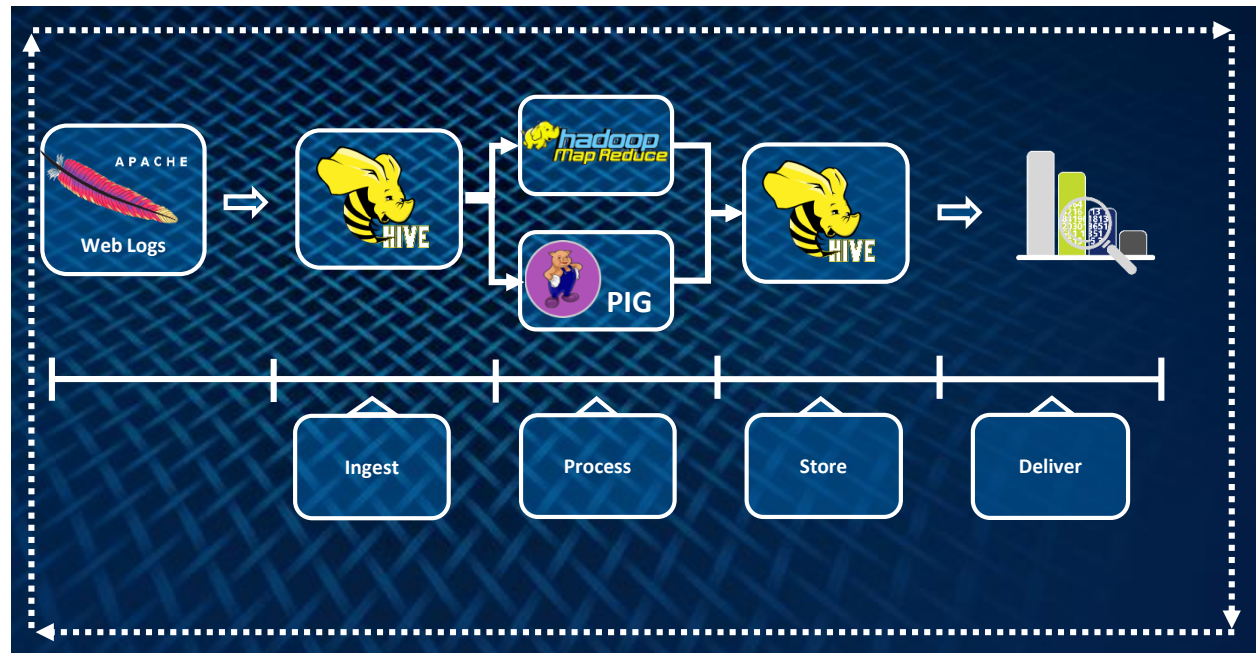 APACHE
Web Logs
HIVE
hadoop
Map Reduce
PIG
HIVE
Ingest
Process
Store
Deliver